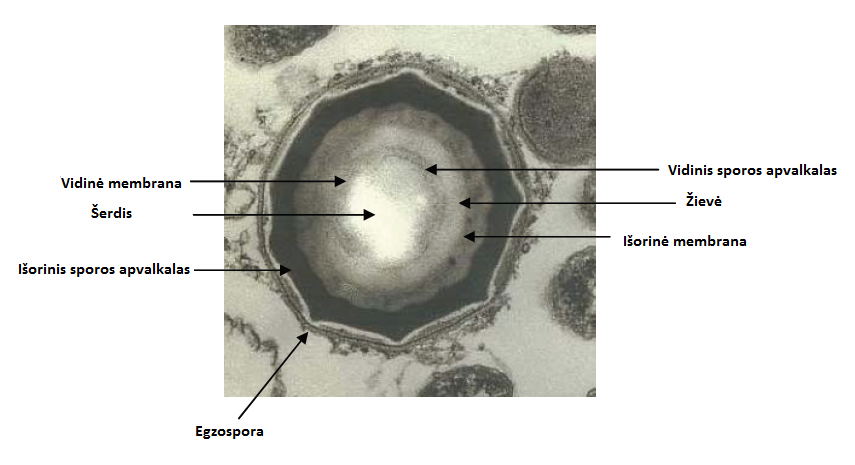 Vidinė membrana
Šerdis
Išorinis sporos apvalkalas
Egzospora
Vidinis sporos apvalkalas
Žievė
Išorinė membrana